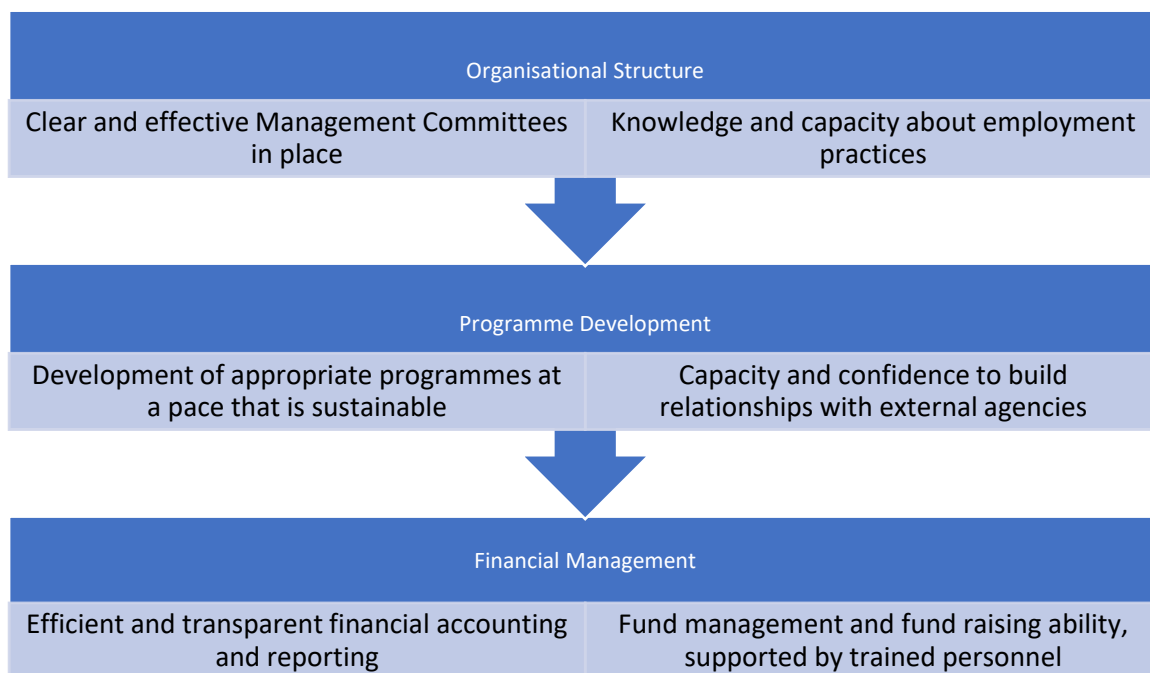 Organisational Structure
Clear and effective Management Committees
in place
Knowledge and capacity about employment
practices
Programme Development
Development of appropriate programmes at
a pace that is sustainable
Capacity and confidence to build
relationships with external agencies
Financial Management
Efficient and transparent financial accounting
and reporting
Fund management and fund raising ability,
supported by trained personnel